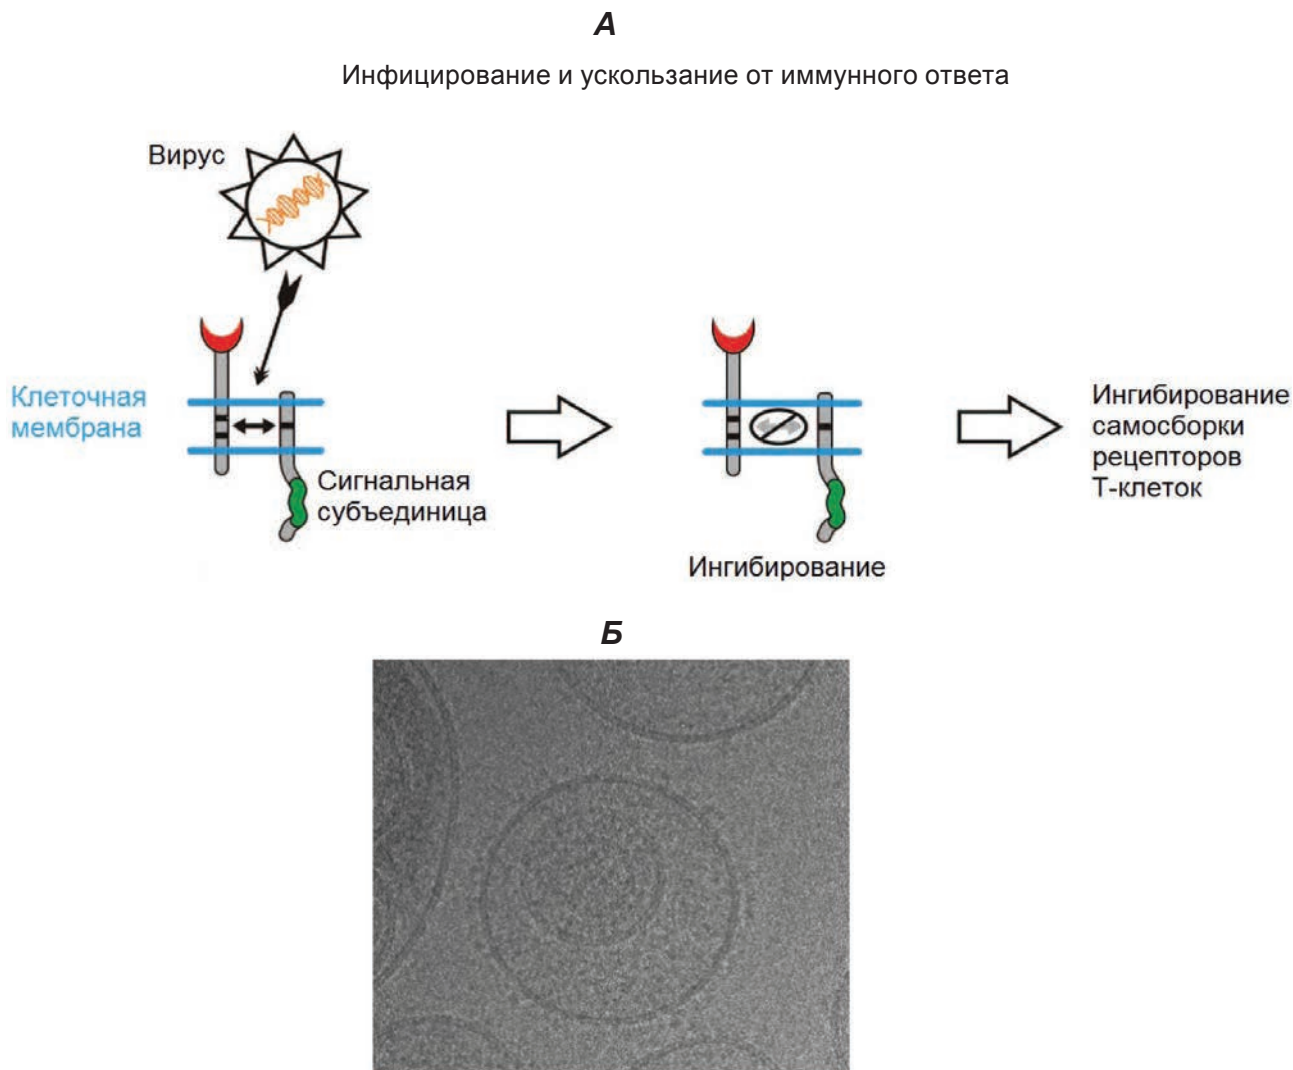 А
Инфицирование и ускользание от иммунного ответа
Вирус
Клеточная
мембрана
Сигнальная
субъединица
Ингибирование
Ингибирование
самосборки
рецепторов
Т-клеток
Б